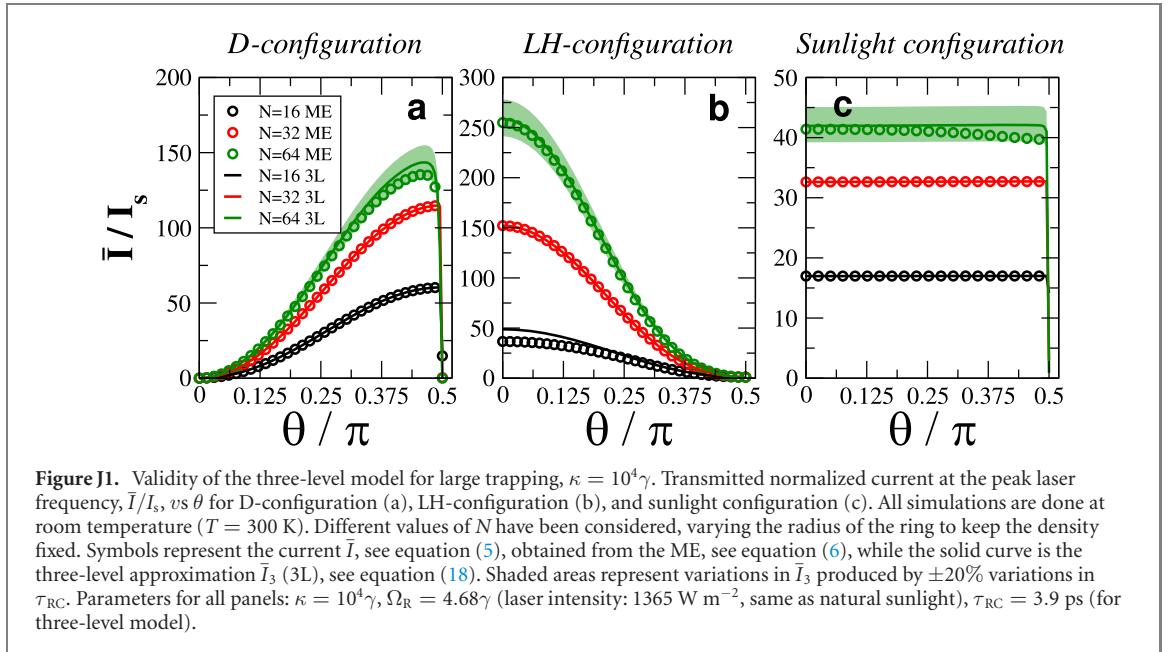 D-configuration LH-configuration Sunlight configuration
a
b
c
N=16 ME
N=32 ME
N=64 ME
N=16 3L
N=32 3L
N=64 3L
Ī / Iₛ
200
150
100
50
0
300
250
200
150
100
50
0
50
40
30
20
10
0
0 0.125 0.25 0.375 0.5
0 0.125 0.25 0.375 0.5
0 0.125 0.25 0.375 0.5
θ / π θ / π θ / π
Figure J1. Validity of the three-level model for large trapping, κ = 10⁴γ. Transmitted normalized current at the peak laser
frequency, Ī/Iₛ, vs θ for D-configuration (a), LH-configuration (b), and sunlight configuration (c). All simulations are done at
room temperature (T = 300 K). Different values of N have been considered, varying the radius of the ring to keep the density
fixed. Symbols represent the current Ī, see equation (5), obtained from the ME, see equation (6), while the solid curve is the
three-level approximation Ī₃ (3L), see equation (18). Shaded areas represent variations in Ī₃ produced by ±20% variations in
τRC. Parameters for all panels: κ = 10⁴γ, ΩR = 4.68γ (laser intensity: 1365 W m⁻², same as natural sunlight), τRC = 3.9 ps (for
three-level model).